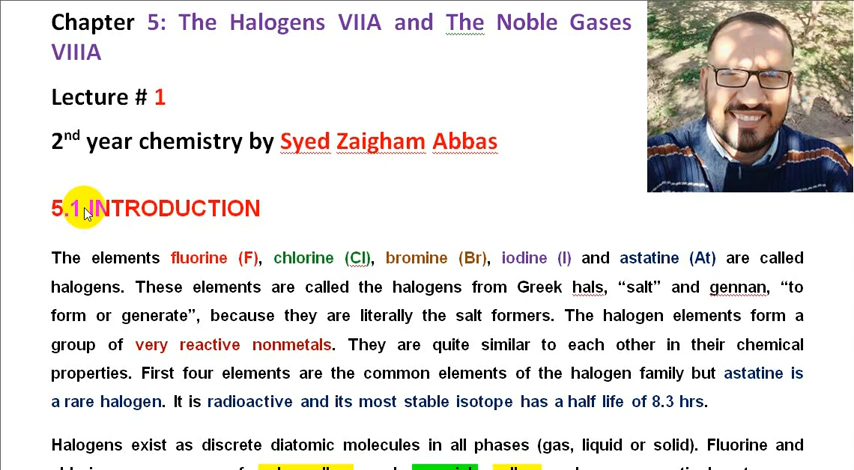 Chapter 5: The Halogens VIIA and The Noble Gases
VIIIA
Lecture # 1
2nd year chemistry by Syed Zaigham Abbas
5.1 INTRODUCTION
The elements fluorine (F), chlorine (Cl), bromine (Br), iodine (I) and astatine (At) are called
halogens. These elements are called the halogens from Greek hals, “salt” and gennan, “to
form or generate”, because they are literally the salt formers. The halogen elements form a
group of very reactive nonmetals. They are quite similar to each other in their chemical
properties. First four elements are the common elements of the halogen family but astatine is
a rare halogen. It is radioactive and its most stable isotope has a half life of 8.3 hrs.
Halogens exist as discrete diatomic molecules in all phases (gas, liquid or solid). Fluorine and